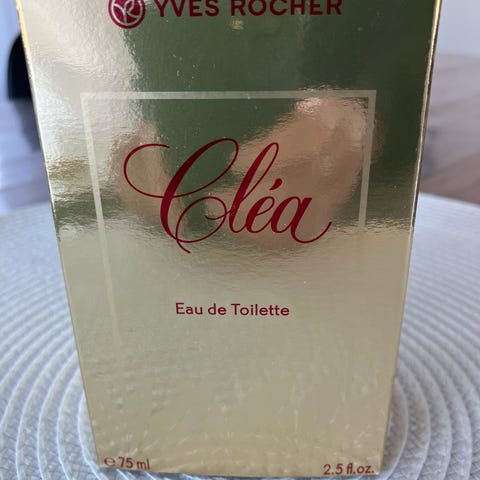 YVES ROCHER
Cléa
Eau de Toilette
℮ 75 ml
2.5 fl.oz.